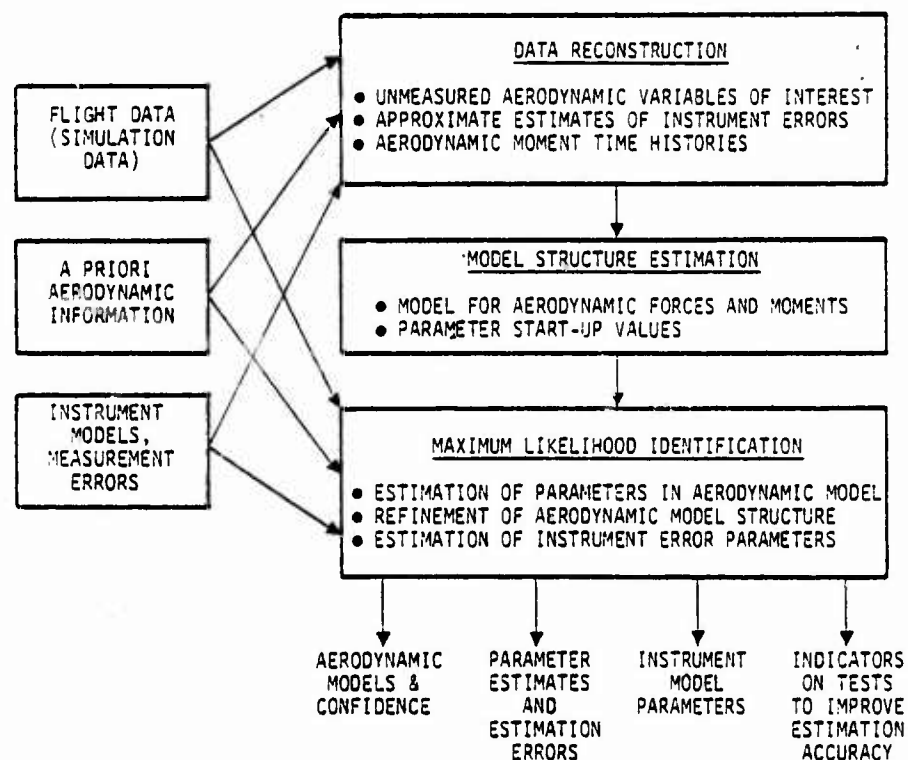 FLIGHT DATA
(SIMULATION
DATA)
A PRIORI
AERODYNAMIC
INFORMATION
INSTRUMENT
MODELS,
MEASUREMENT
ERRORS
DATA RECONSTRUCTION
● UNMEASURED AERODYNAMIC VARIABLES OF INTEREST
● APPROXIMATE ESTIMATES OF INSTRUMENT ERRORS
● AERODYNAMIC MOMENT TIME HISTORIES
MODEL STRUCTURE ESTIMATION
● MODEL FOR AERODYNAMIC FORCES AND MOMENTS
● PARAMETER START-UP VALUES
MAXIMUM LIKELIHOOD IDENTIFICATION
● ESTIMATION OF PARAMETERS IN AERODYNAMIC MODEL
● REFINEMENT OF AERODYNAMIC MODEL STRUCTURE
● ESTIMATION OF INSTRUMENT ERROR PARAMETERS
AERODYNAMIC
MODELS &
CONFIDENCE
PARAMETER
ESTIMATES
AND
ESTIMATION
ERRORS
INSTRUMENT
MODEL
PARAMETERS
INDICATORS
ON TESTS
TO IMPROVE
ESTIMATION
ACCURACY